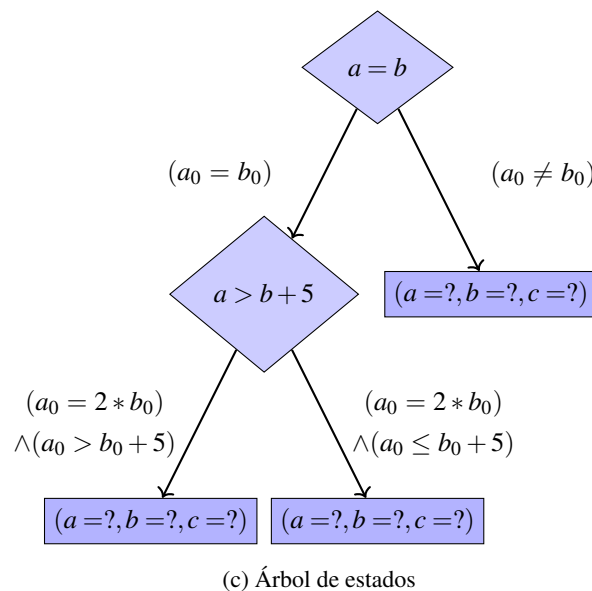 a = b
(a₀ = b₀)
(a₀ ≠ b₀)
a > b + 5
(a =?, b =?, c =?)
(a₀ = 2 * b₀)
∧(a₀ > b₀ + 5)
(a₀ = 2 * b₀)
∧(a₀ ≤ b₀ + 5)
(a =?, b =?, c =?)
(a =?, b =?, c =?)
(c) Árbol de estados